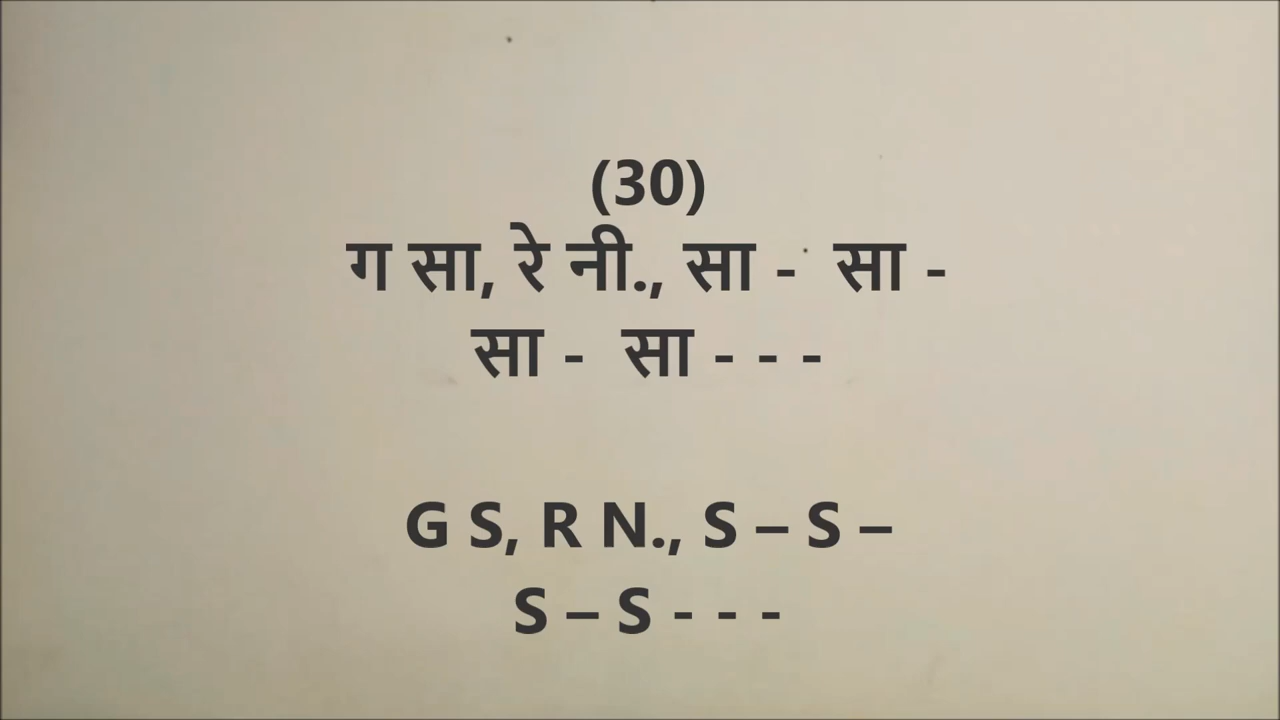 (30)
ग सा, रे नी., सा - सा -
सा - सा - - -
G S, R N., S – S –
S – S - - -